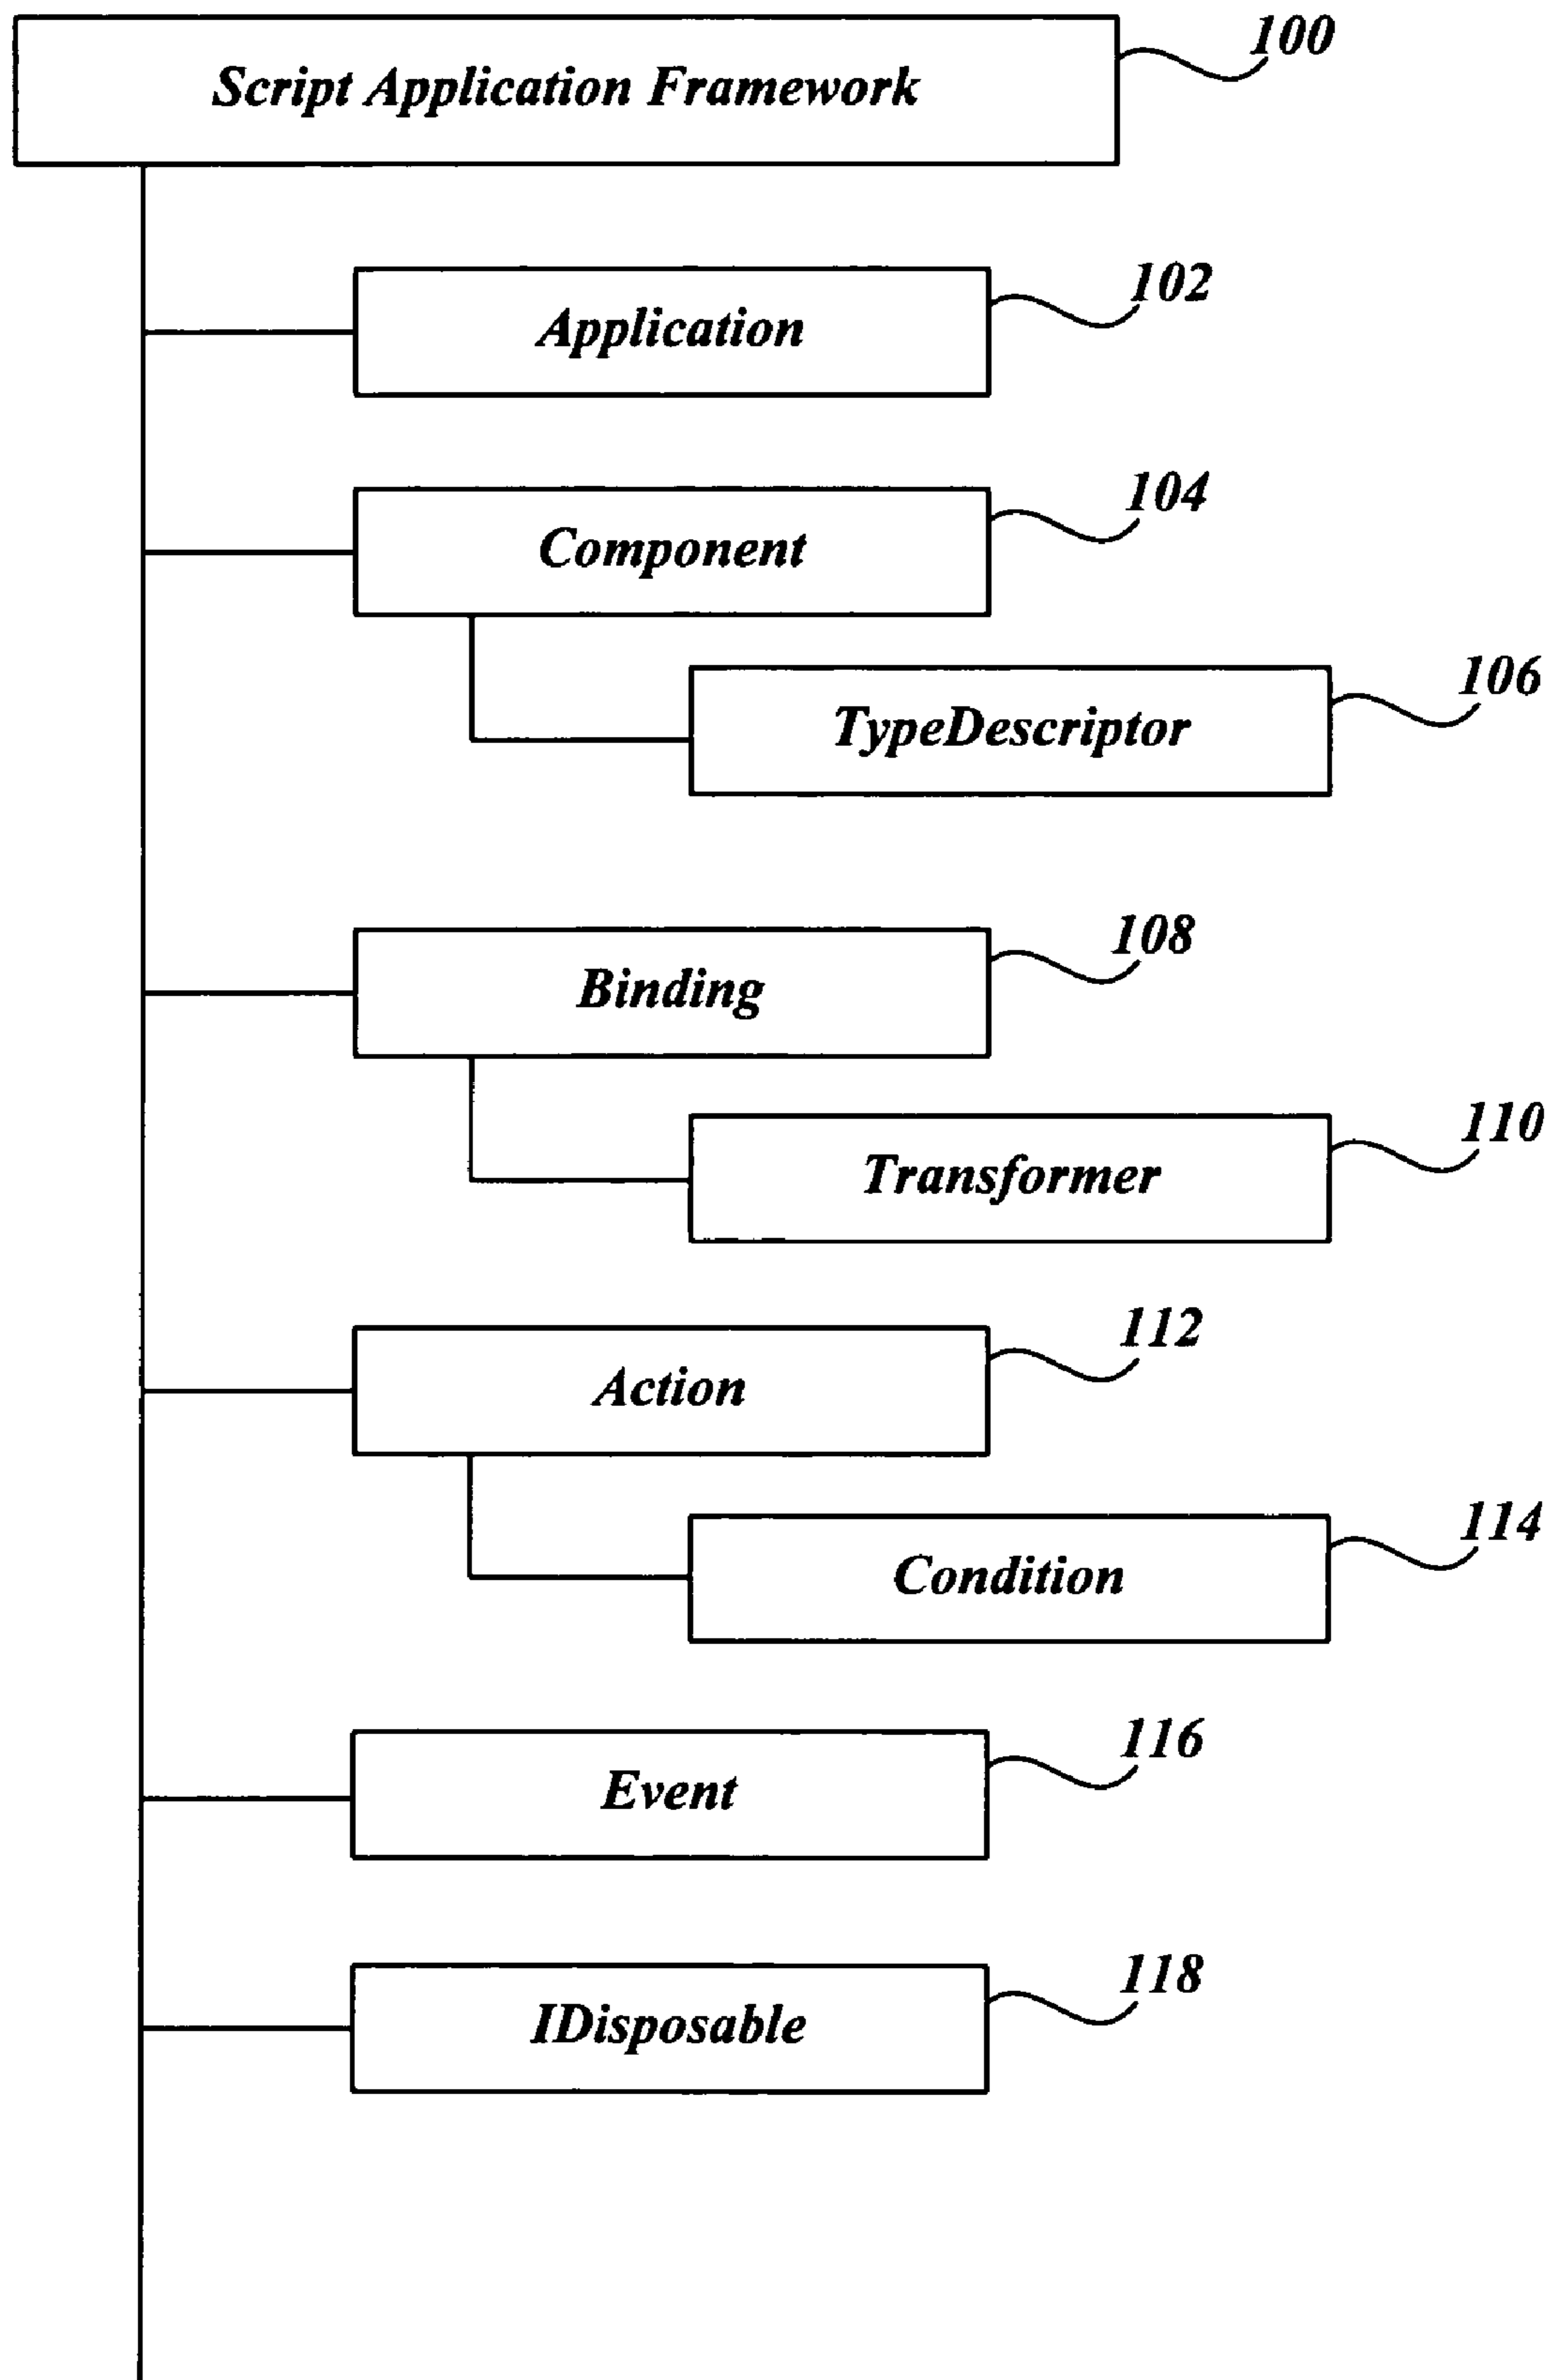 100
Script Application Framework
102
Application
104
Component
106
TypeDescriptor
108
Binding
110
Transformer
112
Action
114
Condition
116
Event
118
IDisposable